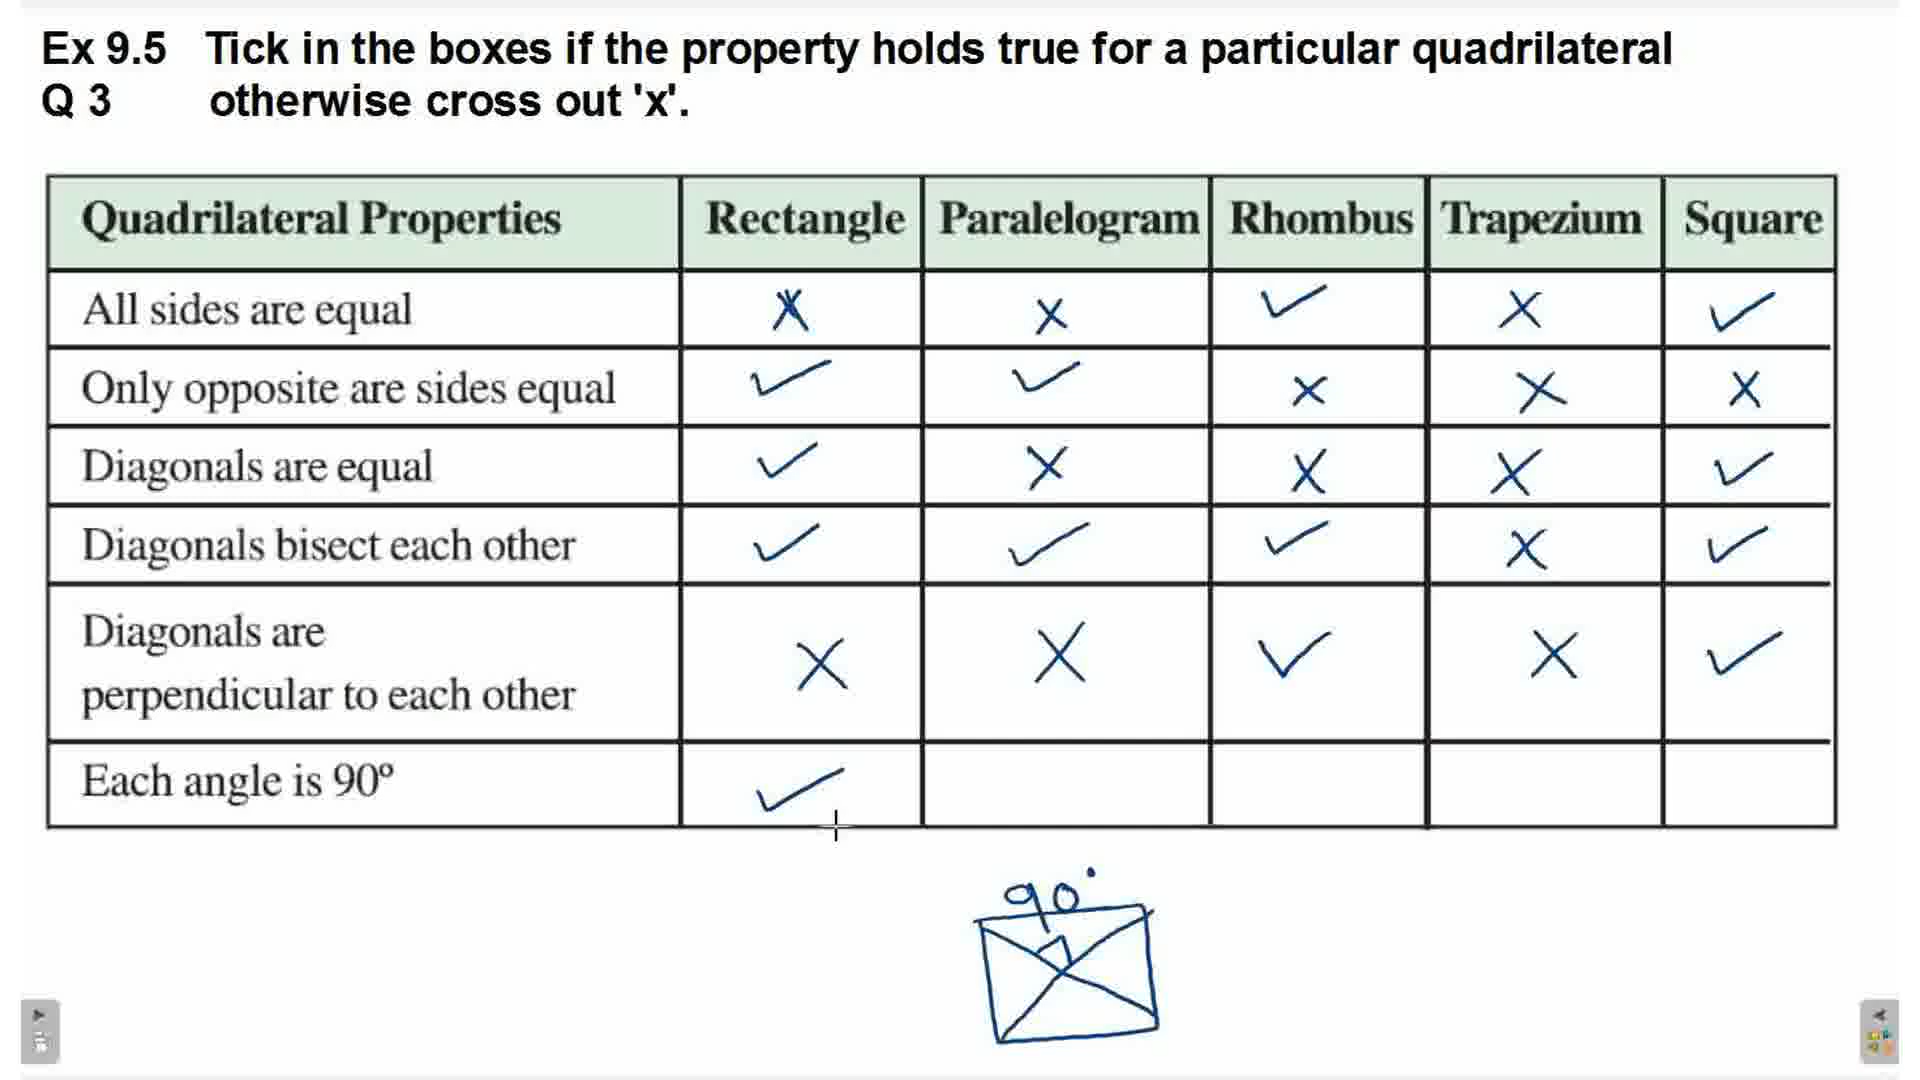 Ex 9.5 Tick in the boxes if the property holds true for a particular quadrilateral
Q 3 otherwise cross out 'x'.
Quadrilateral Properties Rectangle Paralelogram Rhombus Trapezium Square
All sides are equal x x ✓ x ✓
Only opposite are sides equal ✓ ✓ x x x
Diagonals are equal ✓ x x x ✓
Diagonals bisect each other ✓ ✓ ✓ x ✓
Diagonals are
perpendicular to each other x x ✓ x ✓
Each angle is 90º ✓
90°